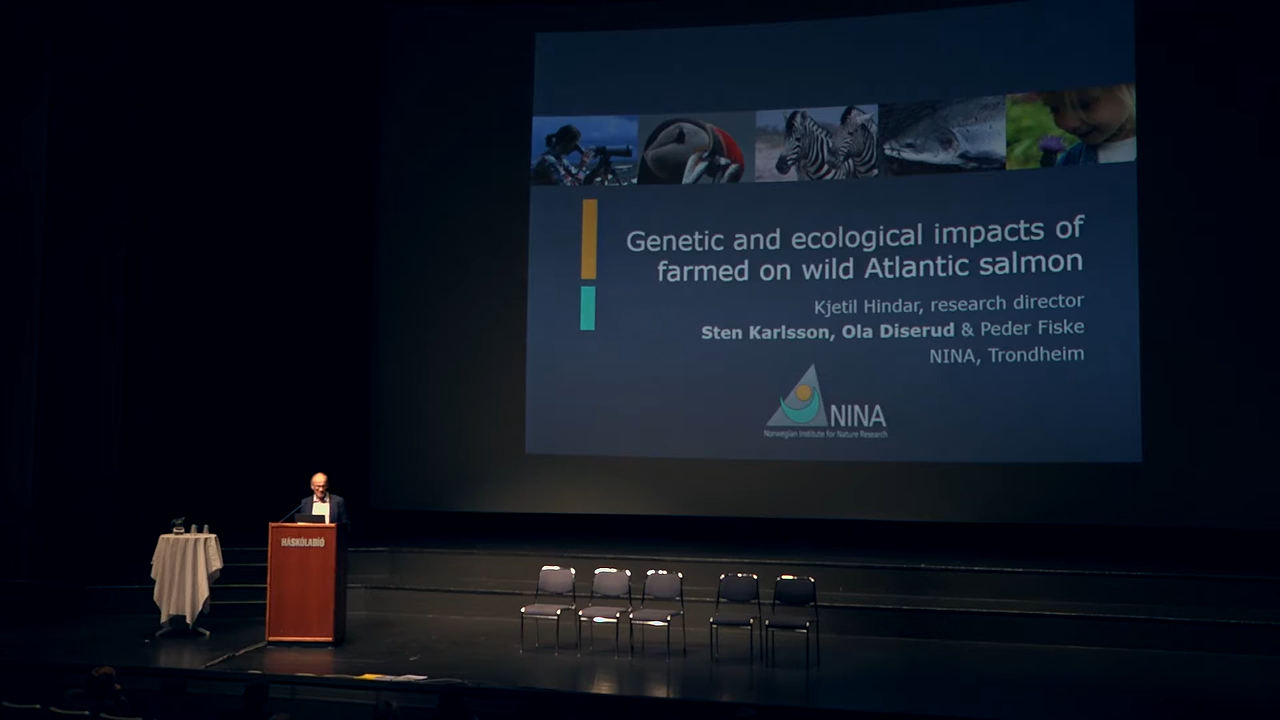 Genetic and ecological impacts of
farmed on wild Atlantic salmon
Kjetil Hindar, research director
Sten Karlsson, Ola Diserud & Peder Fiske
NINA, Trondheim
NINA
Norwegian Institute for Nature Research
HÁSKÓLABÍÓ